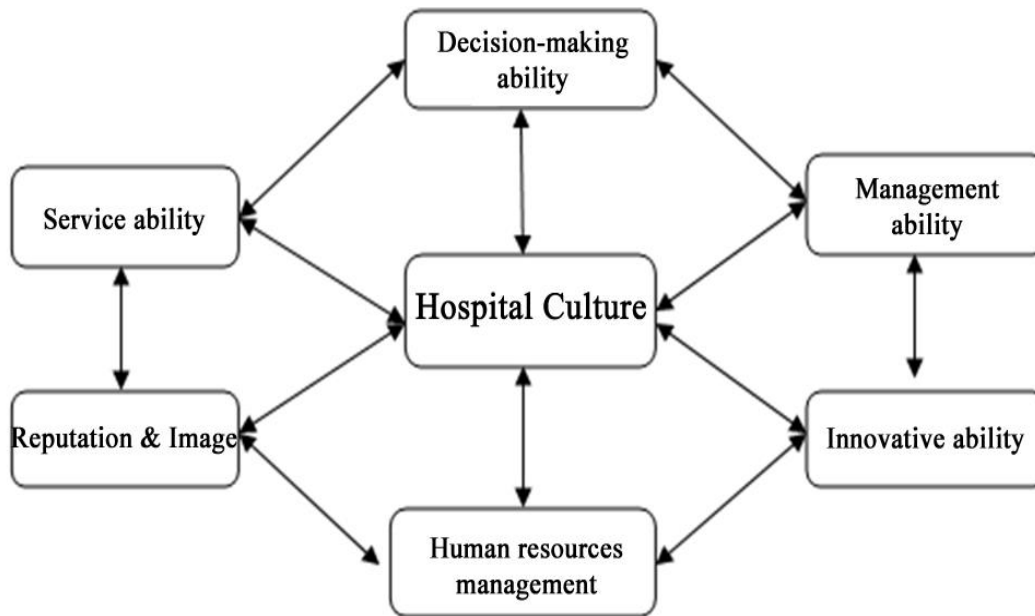 Decision-making
ability
Service ability
Management
ability
Hospital Culture
Reputation & Image
Innovative ability
Human resources
management